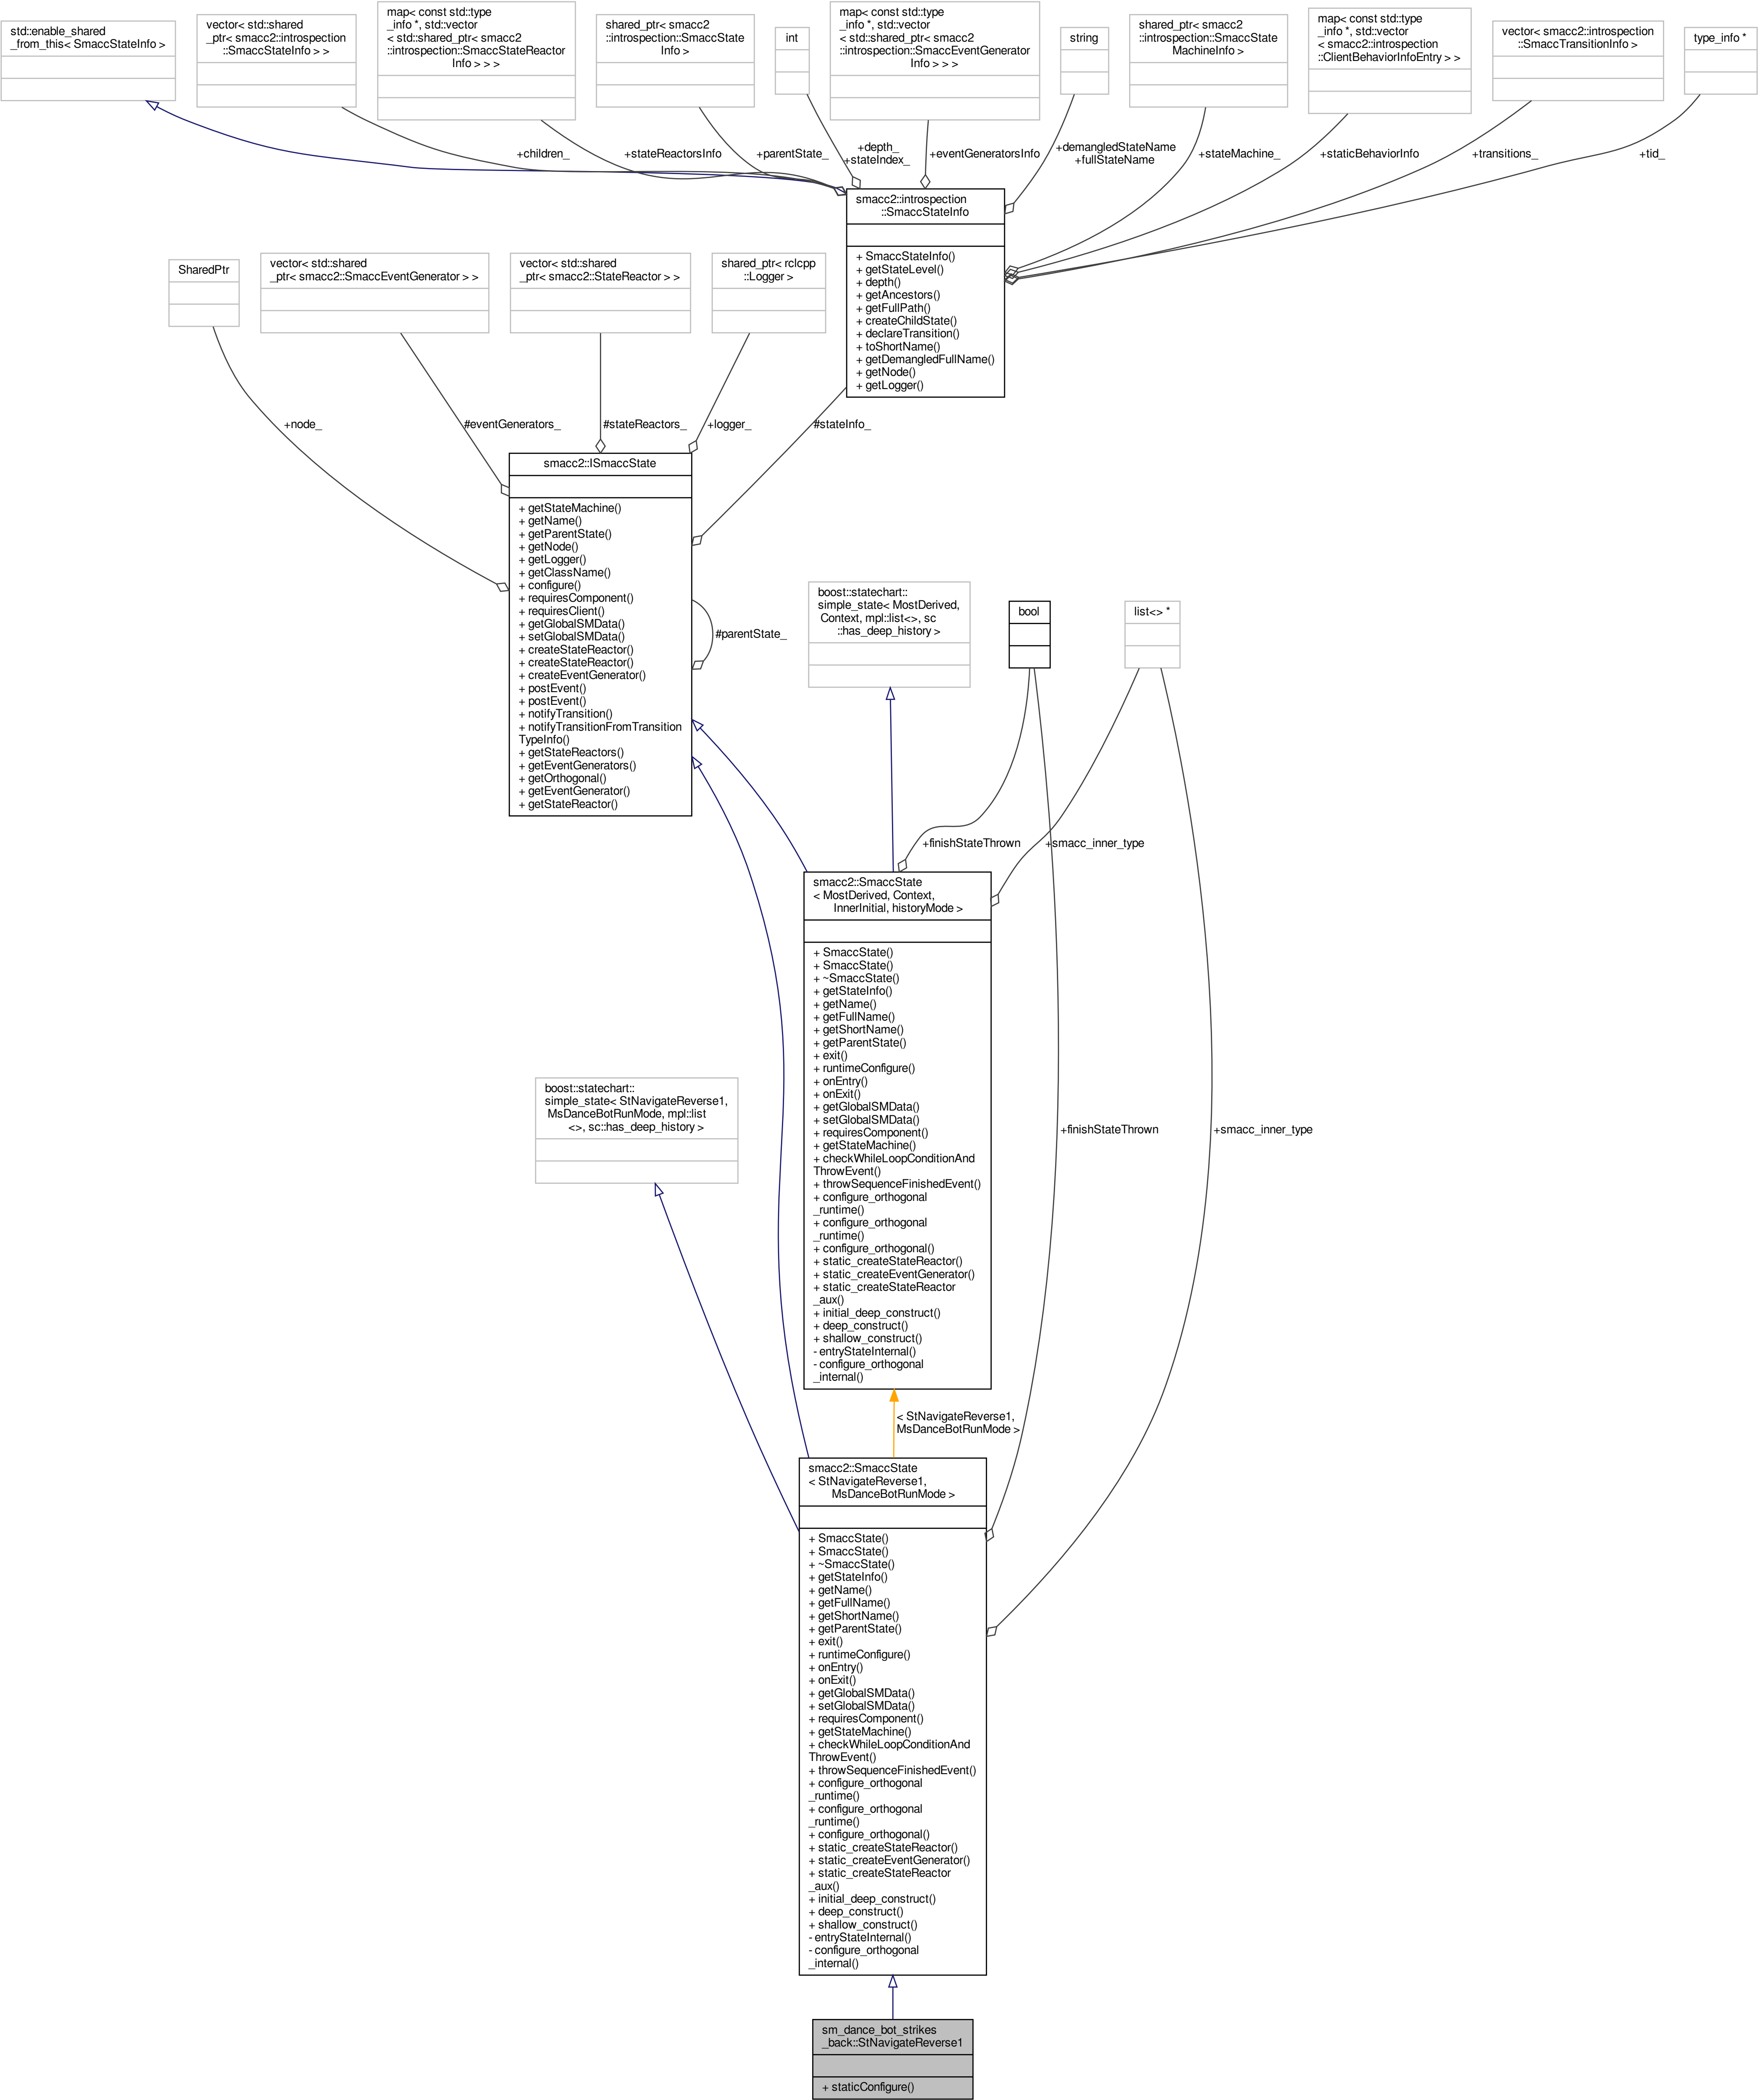 std::enable_shared
_from_this< SmaccStateInfo >
vector< std::shared
_ptr< smacc2::introspection
::SmaccStateInfo > >
map< const std::type
_info *, std::vector
< std::shared_ptr< smacc2
::introspection::SmaccStateReactor
Info > > >
shared_ptr< smacc2
::introspection::SmaccState
Info >
int
map< const std::type
_info *, std::vector
< std::shared_ptr< smacc2
::introspection::SmaccEventGenerator
Info > > >
string
shared_ptr< smacc2
::introspection::SmaccState
MachineInfo >
map< const std::type
_info *, std::vector
< smacc2::introspection
::ClientBehaviorInfoEntry > >
vector< smacc2::introspection
::SmaccTransitionInfo >
type_info *
+children_
+stateReactorsInfo
+parentState_
+depth_
+stateIndex_
+eventGeneratorsInfo
+demangledStateName
+fullStateName
+stateMachine_
+staticBehaviorInfo
+transitions_
+tid_
smacc2::introspection
::SmaccStateInfo
+ SmaccStateInfo()
+ getStateLevel()
+ depth()
+ getAncestors()
+ getFullPath()
+ createChildState()
+ declareTransition()
+ toShortName()
+ getDemangledFullName()
+ getNode()
+ getLogger()
SharedPtr
vector< std::shared
_ptr< smacc2::SmaccEventGenerator > >
vector< std::shared
_ptr< smacc2::StateReactor > >
shared_ptr< rclcpp
::Logger >
+node_
#eventGenerators_
#stateReactors_
+logger_
#stateInfo_
smacc2::ISmaccState
+ getStateMachine()
+ getName()
+ getParentState()
+ getNode()
+ getLogger()
+ getClassName()
+ configure()
+ requiresComponent()
+ requiresClient()
+ getGlobalSMData()
+ setGlobalSMData()
+ createStateReactor()
+ createStateReactor()
+ createEventGenerator()
+ postEvent()
+ postEvent()
+ notifyTransition()
+ notifyTransitionFromTransition
TypeInfo()
+ getStateReactors()
+ getEventGenerators()
+ getOrthogonal()
+ getEventGenerator()
+ getStateReactor()
#parentState_
boost::statechart::
simple_state< MostDerived,
Context, mpl::list<>, sc
::has_deep_history >
bool
list<> *
+finishStateThrown
+smacc_inner_type
smacc2::SmaccState
< MostDerived, Context,
InnerInitial, historyMode >
+ SmaccState()
+ SmaccState()
+ ~SmaccState()
+ getStateInfo()
+ getName()
+ getFullName()
+ getShortName()
+ getParentState()
+ exit()
+ runtimeConfigure()
+ onEntry()
+ onExit()
+ getGlobalSMData()
+ setGlobalSMData()
+ requiresComponent()
+ getStateMachine()
+ checkWhileLoopConditionAnd
ThrowEvent()
+ throwSequenceFinishedEvent()
+ configure_orthogonal
_runtime()
+ configure_orthogonal
_runtime()
+ configure_orthogonal()
+ static_createStateReactor()
+ static_createEventGenerator()
+ static_createStateReactor
_aux()
+ initial_deep_construct()
+ deep_construct()
+ shallow_construct()
- entryStateInternal()
- configure_orthogonal
_internal()
boost::statechart::
simple_state< StNavigateReverse1,
MsDanceBotRunMode, mpl::list
<>, sc::has_deep_history >
+finishStateThrown
+smacc_inner_type
< StNavigateReverse1,
MsDanceBotRunMode >
smacc2::SmaccState
< StNavigateReverse1,
MsDanceBotRunMode >
+ SmaccState()
+ SmaccState()
+ ~SmaccState()
+ getStateInfo()
+ getName()
+ getFullName()
+ getShortName()
+ getParentState()
+ exit()
+ runtimeConfigure()
+ onEntry()
+ onExit()
+ getGlobalSMData()
+ setGlobalSMData()
+ requiresComponent()
+ getStateMachine()
+ checkWhileLoopConditionAnd
ThrowEvent()
+ throwSequenceFinishedEvent()
+ configure_orthogonal
_runtime()
+ configure_orthogonal
_runtime()
+ configure_orthogonal()
+ static_createStateReactor()
+ static_createEventGenerator()
+ static_createStateReactor
_aux()
+ initial_deep_construct()
+ deep_construct()
+ shallow_construct()
- entryStateInternal()
- configure_orthogonal
_internal()
sm_dance_bot_strikes
_back::StNavigateReverse1
+ staticConfigure()